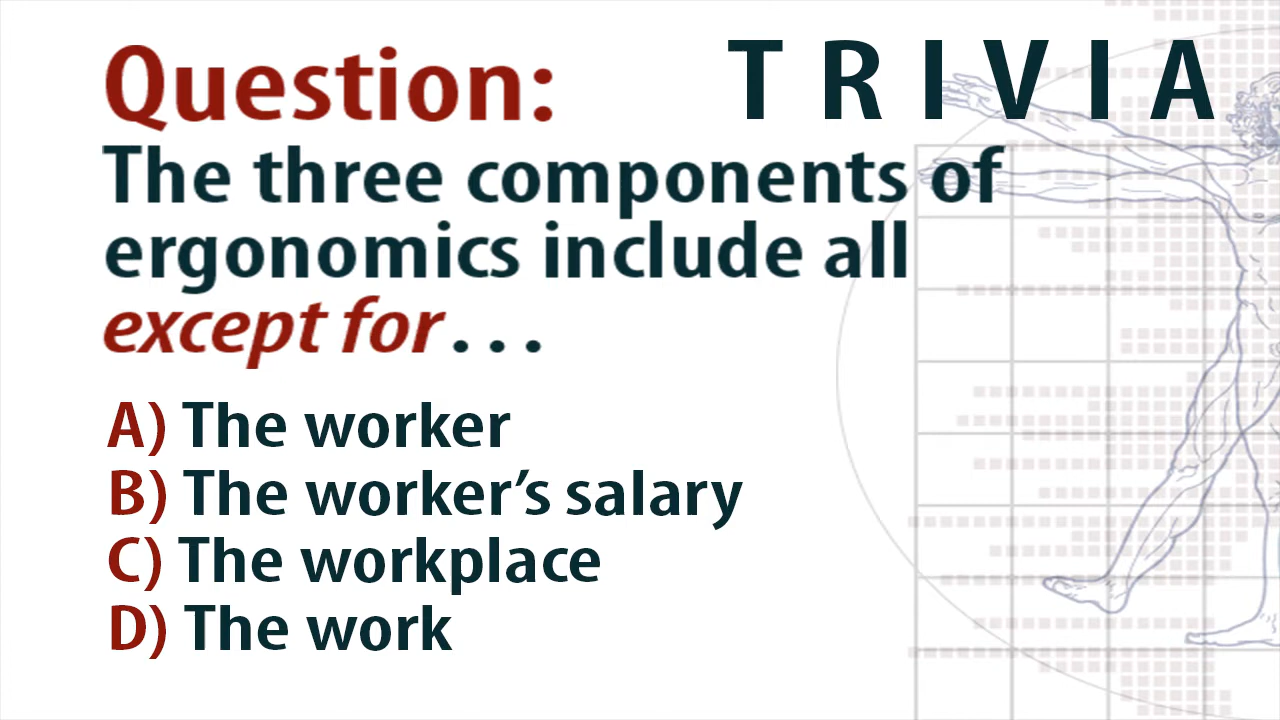 Question:
TRIVIA
The three components of
ergonomics include all
except for . . .
A) The worker
B) The worker’s salary
C) The workplace
D) The work